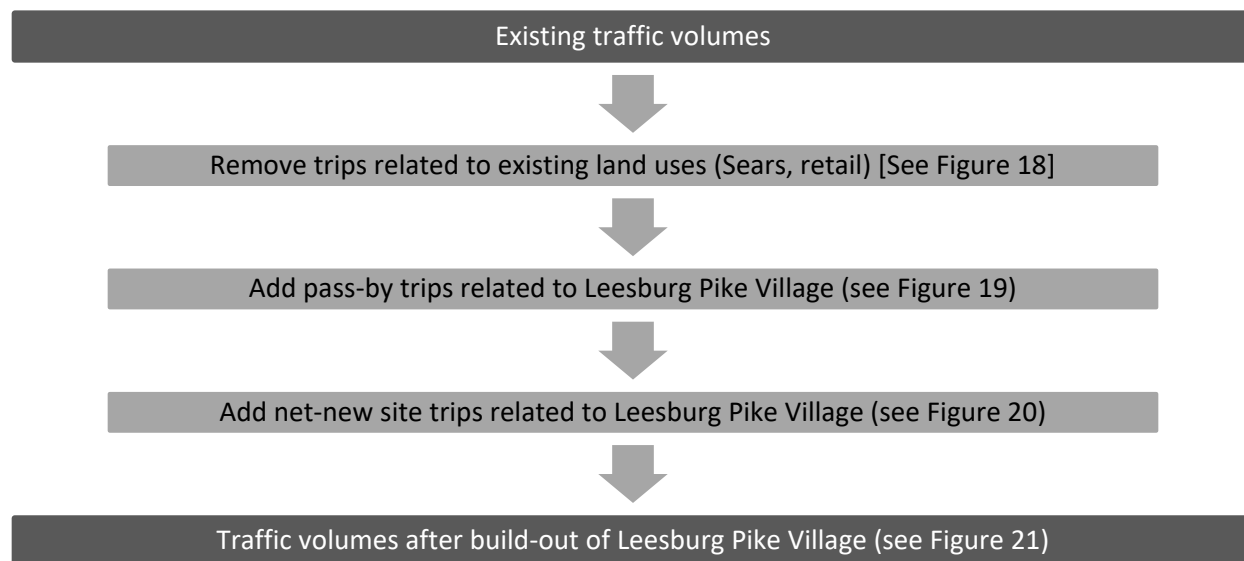 Existing traffic volumes
Remove trips related to existing land uses (Sears, retail) [See Figure 18]
Add pass-by trips related to Leesburg Pike Village (see Figure 19)
Add net-new site trips related to Leesburg Pike Village (see Figure 20)
Traffic volumes after build-out of Leesburg Pike Village (see Figure 21)